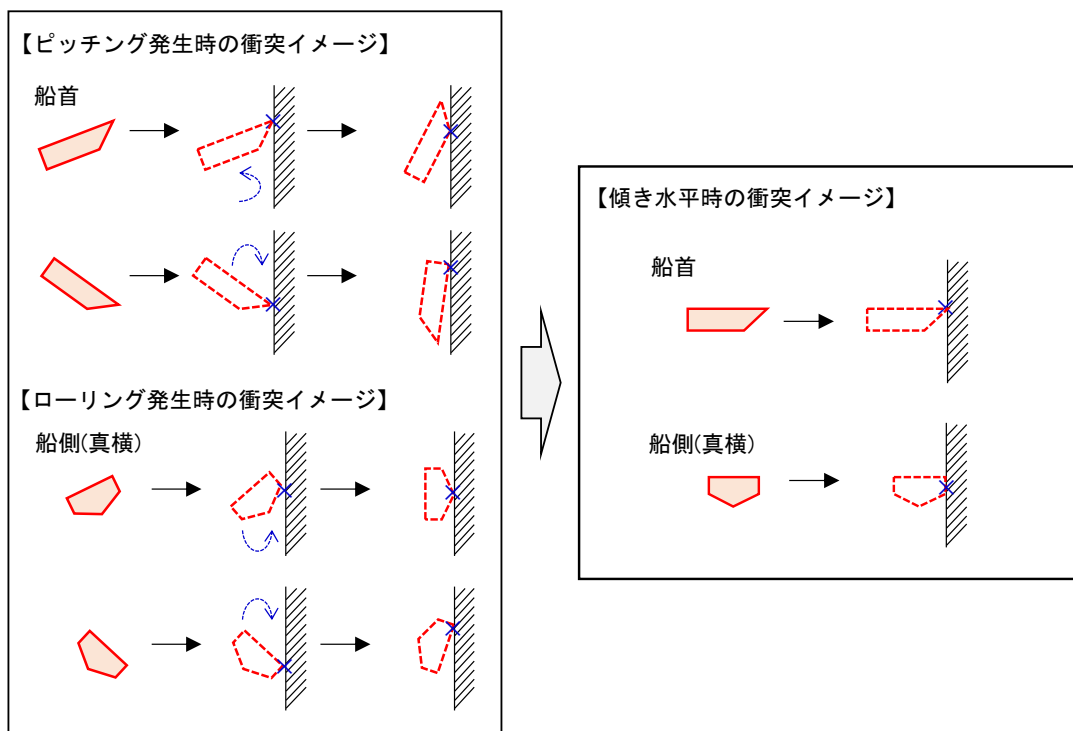 【ピッチング発生時の衝突イメージ】
船首
【ローリング発生時の衝突イメージ】
船側(真横)
【傾き水平時の衝突イメージ】
船首
船側(真横)